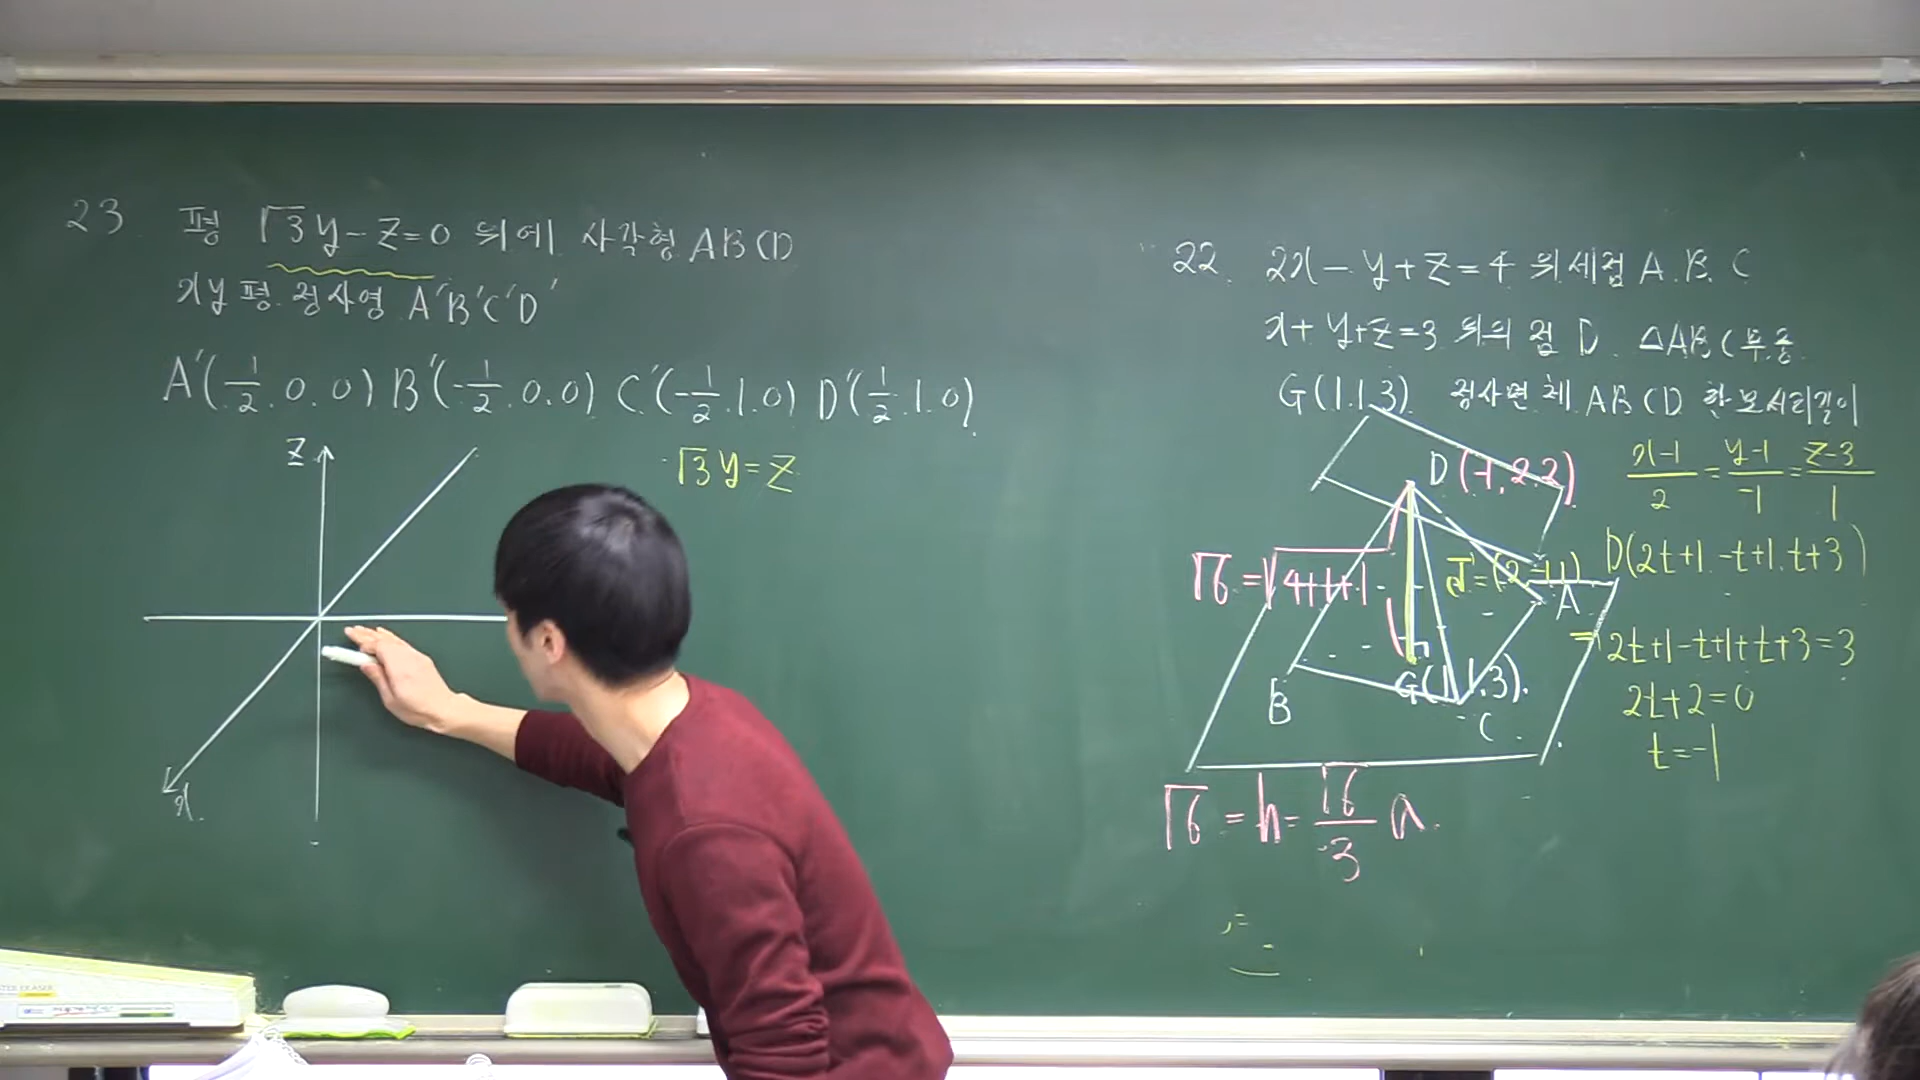 23 평 √3y-z=0 위에 사각형 ABCD
xy평 정사영 A'B'C'D'
A'(1/2.0.0) B'(-1/2.0.0) C'(-1/2.1.0) D'(1/2.1.0)
z
√3y=z
x
22. 2x-y+z=4 위 세점 A.B.C
x+y+z=3 위의 점 D. △ABC 무.중
G(1.1.3) 정사면체 ABCD 한 모서리 길이
D(-1.2.2)
(x-1)/2=(y-1)/-1=(z-3)/1
√6=√4+1+1
d=(2.-1.1)
D(2t+1.-t+1.t+3)
A
h
⇒2t+1-t+1+t+3=3
B
G(1.1.3).
2t+2=0
C
t=-1
√6=h=√6/3 a